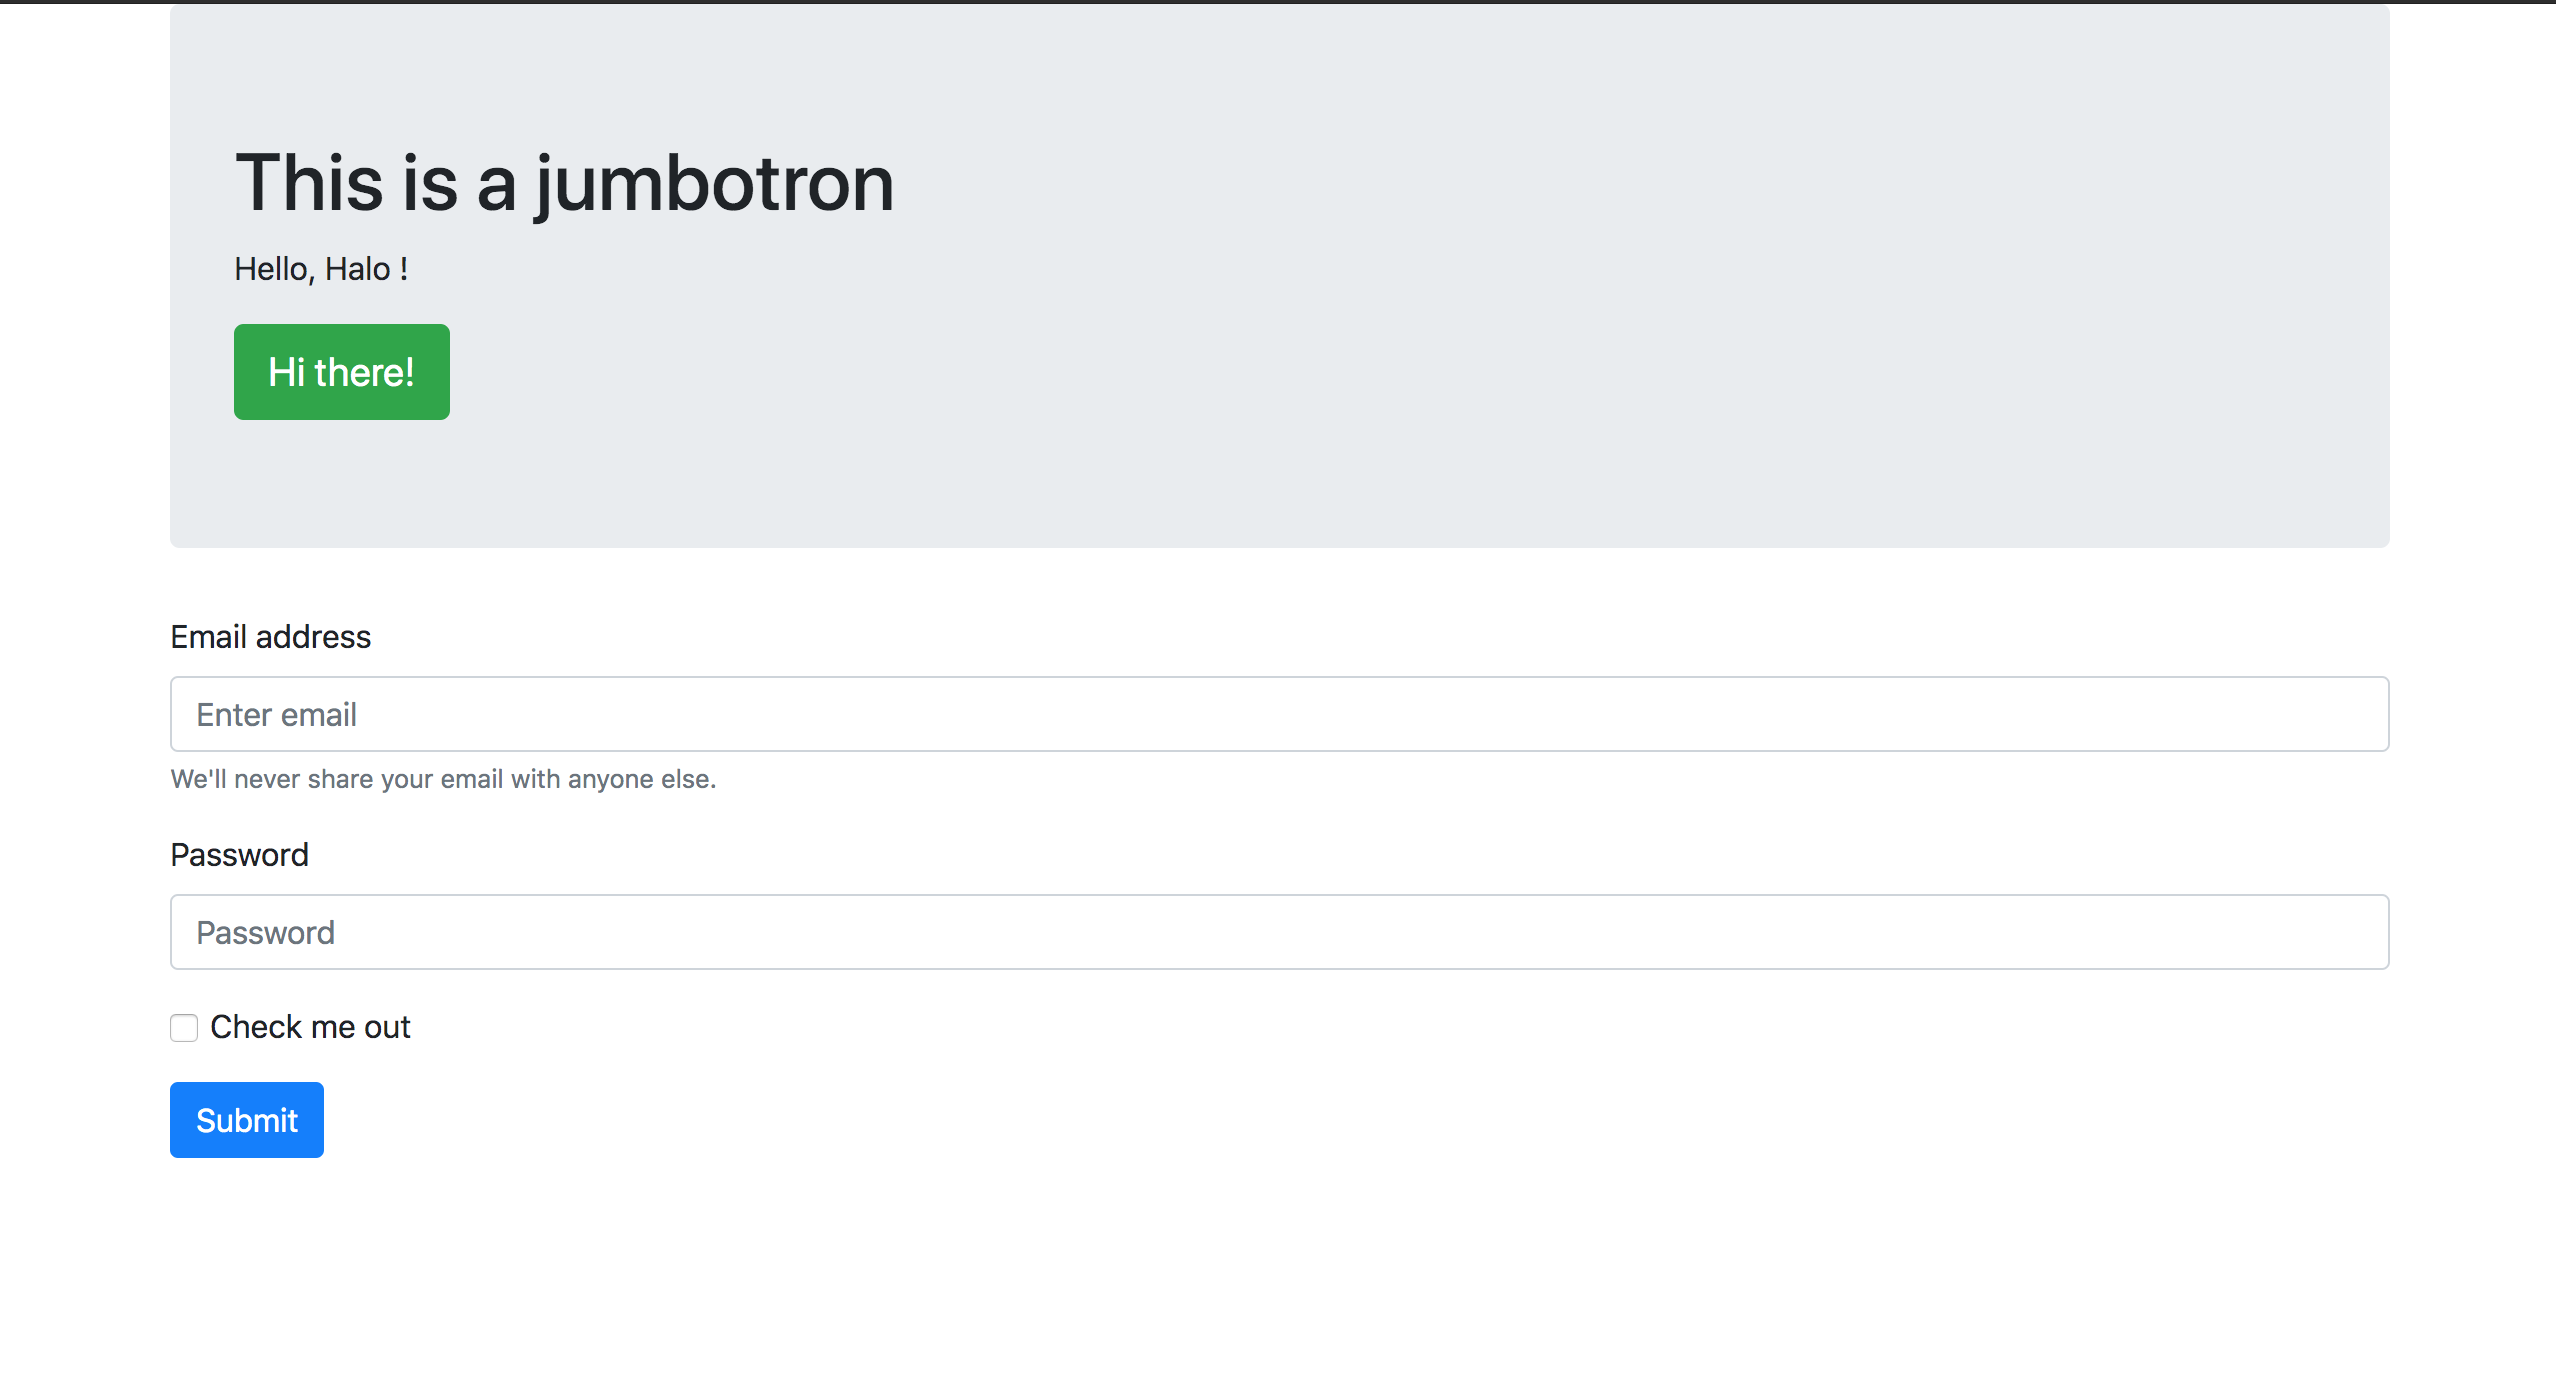 This is a jumbotron
Hello, Halo !
Hi there!
Email address
Enter email
We'll never share your email with anyone else.
Password
Password
Check me out
Submit